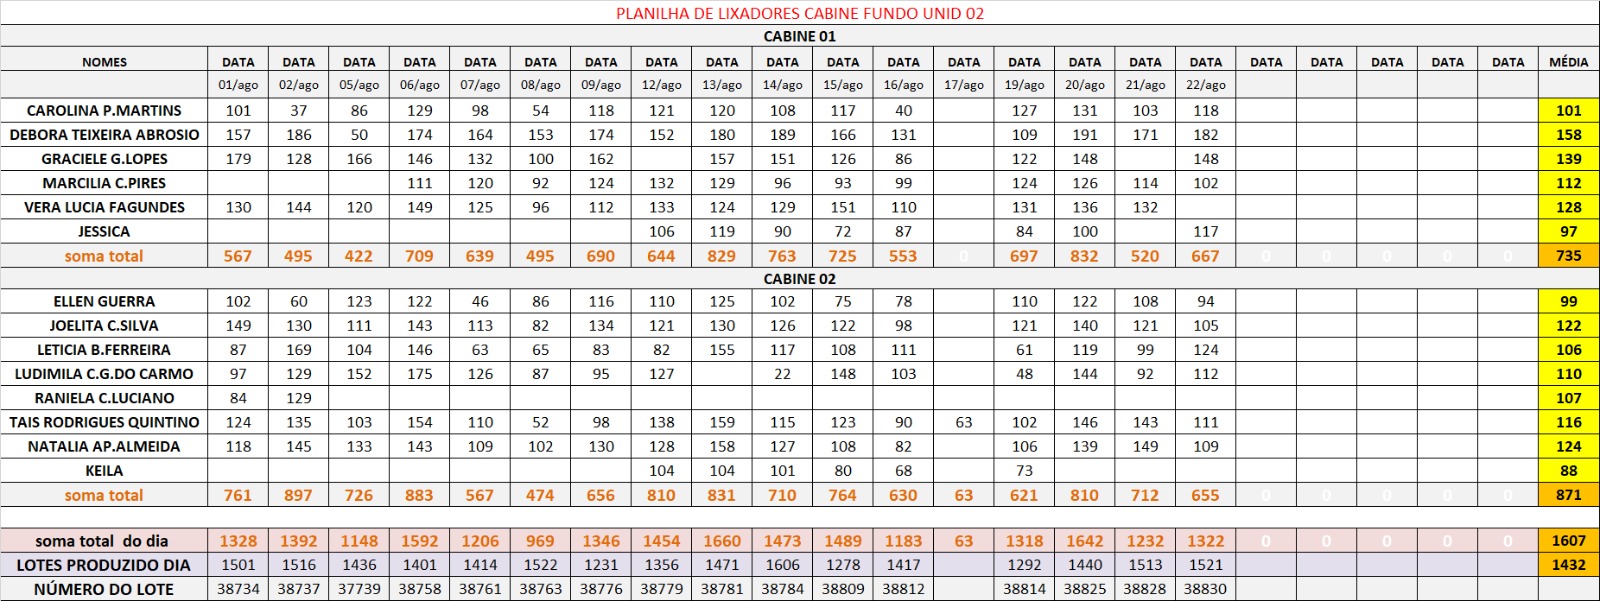 PLANILHA DE LIXADORES CABINE FUNDO UNID 02
CABINE 01
NOMES DATA DATA DATA DATA DATA DATA DATA DATA DATA DATA DATA DATA DATA DATA DATA DATA DATA DATA DATA DATA DATA DATA MÉDIA
01/ago 02/ago 05/ago 06/ago 07/ago 08/ago 09/ago 12/ago 13/ago 14/ago 15/ago 16/ago 17/ago 19/ago 20/ago 21/ago 22/ago
CAROLINA P.MARTINS 101 37 86 129 98 54 118 121 120 108 117 40 127 131 103 118 101
DEBORA TEIXEIRA ABROSIO 157 186 50 174 164 153 174 152 180 189 166 131 109 191 171 182 158
GRACIELE G.LOPES 179 128 166 146 132 100 162 157 151 126 86 122 148 148 139
MARCILIA C.PIRES 111 120 92 124 132 129 96 93 99 124 126 114 102 112
VERA LUCIA FAGUNDES 130 144 120 149 125 96 112 133 124 129 151 110 131 136 132 128
JESSICA 106 119 90 72 87 84 100 117 97
soma total 567 495 422 709 639 495 690 644 829 763 725 553 0 697 832 520 667 0 0 0 0 0 735
CABINE 02
ELLEN GUERRA 102 60 123 122 46 86 116 110 125 102 75 78 110 122 108 94 99
JOELITA C.SILVA 149 130 111 143 113 82 134 121 130 126 122 98 121 140 121 105 122
LETICIA B.FERREIRA 87 169 104 146 63 65 83 82 155 117 108 111 61 119 99 124 106
LUDIMILA C.G.DO CARMO 97 129 152 175 126 87 95 127 22 148 103 48 144 92 112 110
RANIELA C.LUCIANO 84 129 107
TAIS RODRIGUES QUINTINO 124 135 103 154 110 52 98 138 159 115 123 90 63 102 146 143 111 116
NATALIA AP.ALMEIDA 118 145 133 143 109 102 130 128 158 127 108 82 106 139 149 109 124
KEILA 104 104 101 80 68 73 88
soma total 761 897 726 883 567 474 656 810 831 710 764 630 63 621 810 712 655 0 0 0 0 0 871
soma total do dia 1328 1392 1148 1592 1206 969 1346 1454 1660 1473 1489 1183 63 1318 1642 1232 1322 0 0 0 0 0 1607
LOTES PRODUZIDO DIA 1501 1516 1436 1401 1414 1522 1231 1356 1471 1606 1278 1417 1292 1440 1513 1521 1432
NÚMERO DO LOTE 38734 38737 37739 38758 38761 38763 38776 38779 38781 38784 38809 38812 38814 38825 38828 38830